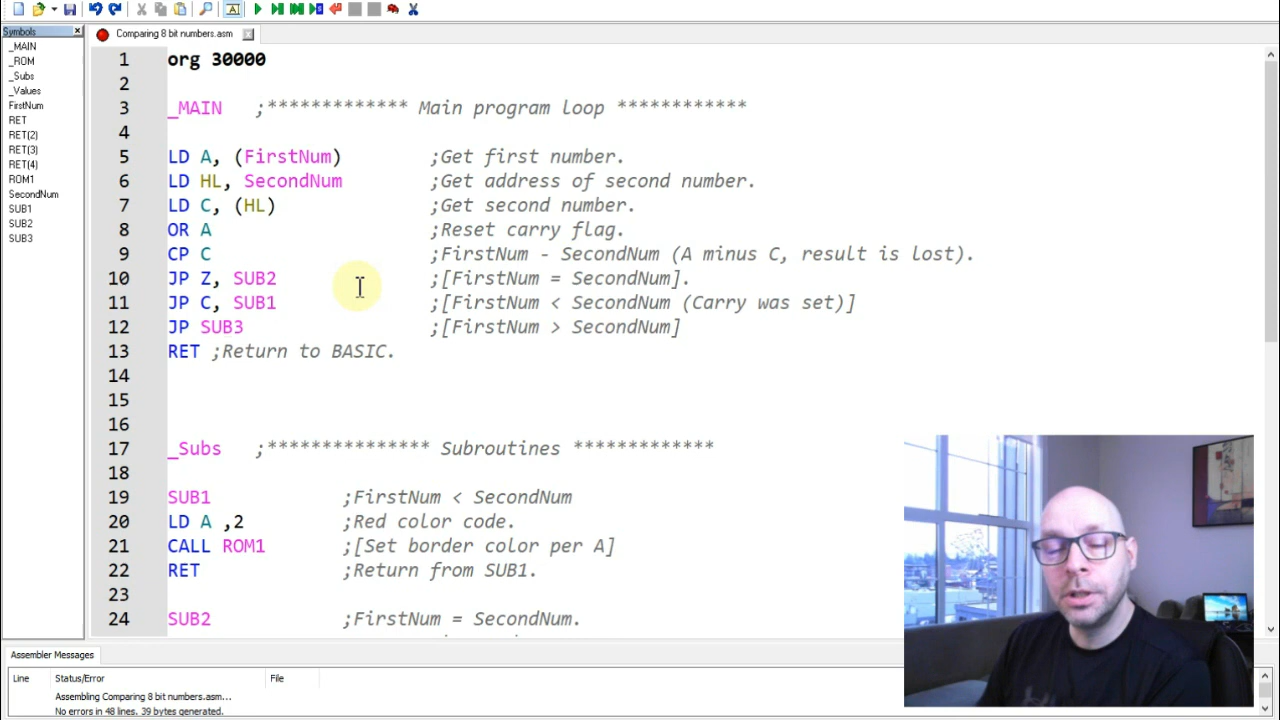 Symbols
_MAIN
_ROM
_Subs
_Values
FirstNum
RET
RET(2)
RET(3)
RET(4)
ROM1
SecondNum
SUB1
SUB2
SUB3
Comparing 8 bit numbers.asm
1 org 30000
2
3 _MAIN ;************* Main program loop ************
4
5 LD A, (FirstNum) ;Get first number.
6 LD HL, SecondNum ;Get address of second number.
7 LD C, (HL) ;Get second number.
8 OR A ;Reset carry flag.
9 CP C ;FirstNum - SecondNum (A minus C, result is lost).
10 JP Z, SUB2 ;[FirstNum = SecondNum].
11 JP C, SUB1 ;[FirstNum < SecondNum (Carry was set)]
12 JP SUB3 ;[FirstNum > SecondNum]
13 RET ;Return to BASIC.
14
15
16
17 _Subs ;*************** Subroutines *************
18
19 SUB1 ;FirstNum < SecondNum
20 LD A ,2 ;Red color code.
21 CALL ROM1 ;[Set border color per A]
22 RET ;Return from SUB1.
23
24 SUB2 ;FirstNum = SecondNum.
Assembler Messages
Line Status/Error File
Assembling Comparing 8 bit numbers.asm...
No errors in 48 lines. 39 bytes generated.